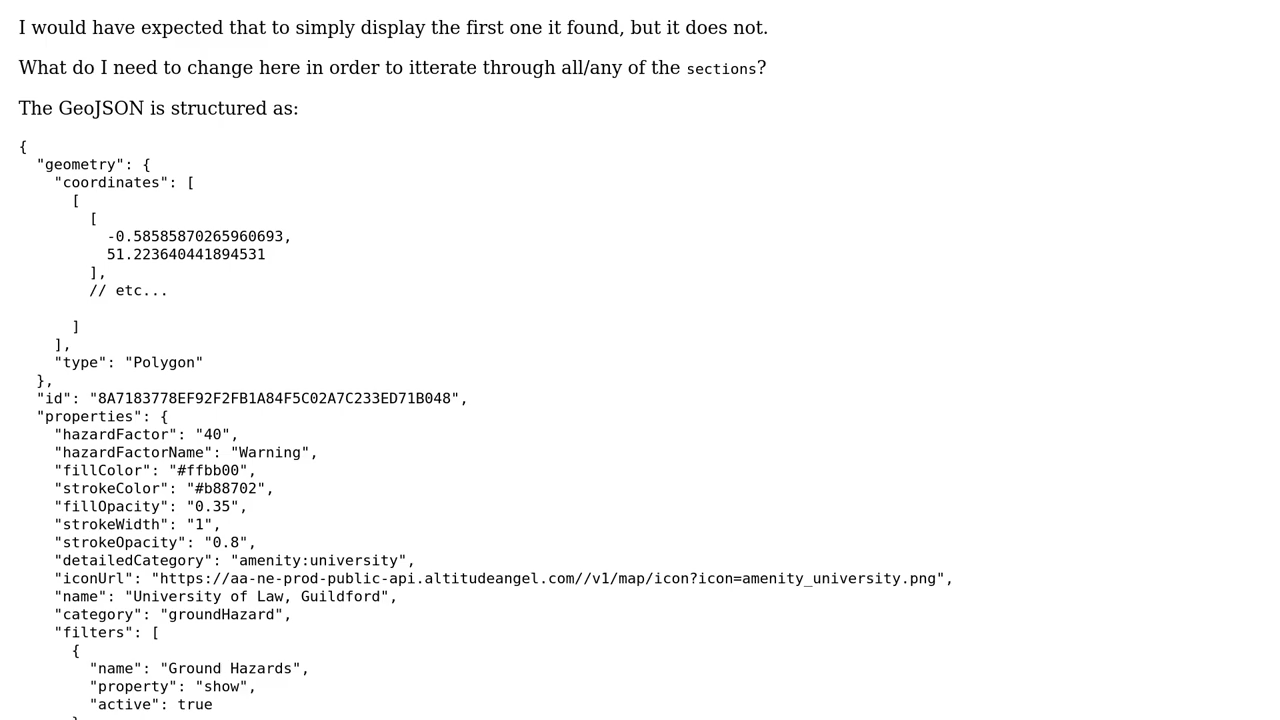 I would have expected that to simply display the first one it found, but it does not.
What do I need to change here in order to itterate through all/any of the sections?
The GeoJSON is structured as:
{
  "geometry": {
    "coordinates": [
      [
        [
          -0.58585870265960693,
          51.223640441894531
        ],
        // etc...

      ]
    ],
    "type": "Polygon"
  },
  "id": "8A7183778EF92F2FB1A84F5C02A7C233ED71B048",
  "properties": {
    "hazardFactor": "40",
    "hazardFactorName": "Warning",
    "fillColor": "#ffbb00",
    "strokeColor": "#b88702",
    "fillOpacity": "0.35",
    "strokeWidth": "1",
    "strokeOpacity": "0.8",
    "detailedCategory": "amenity:university",
    "iconUrl": "https://aa-ne-prod-public-api.altitudeangel.com//v1/map/icon?icon=amenity_university.png",
    "name": "University of Law, Guildford",
    "category": "groundHazard",
    "filters": [
      {
        "name": "Ground Hazards",
        "property": "show",
        "active": true
      }